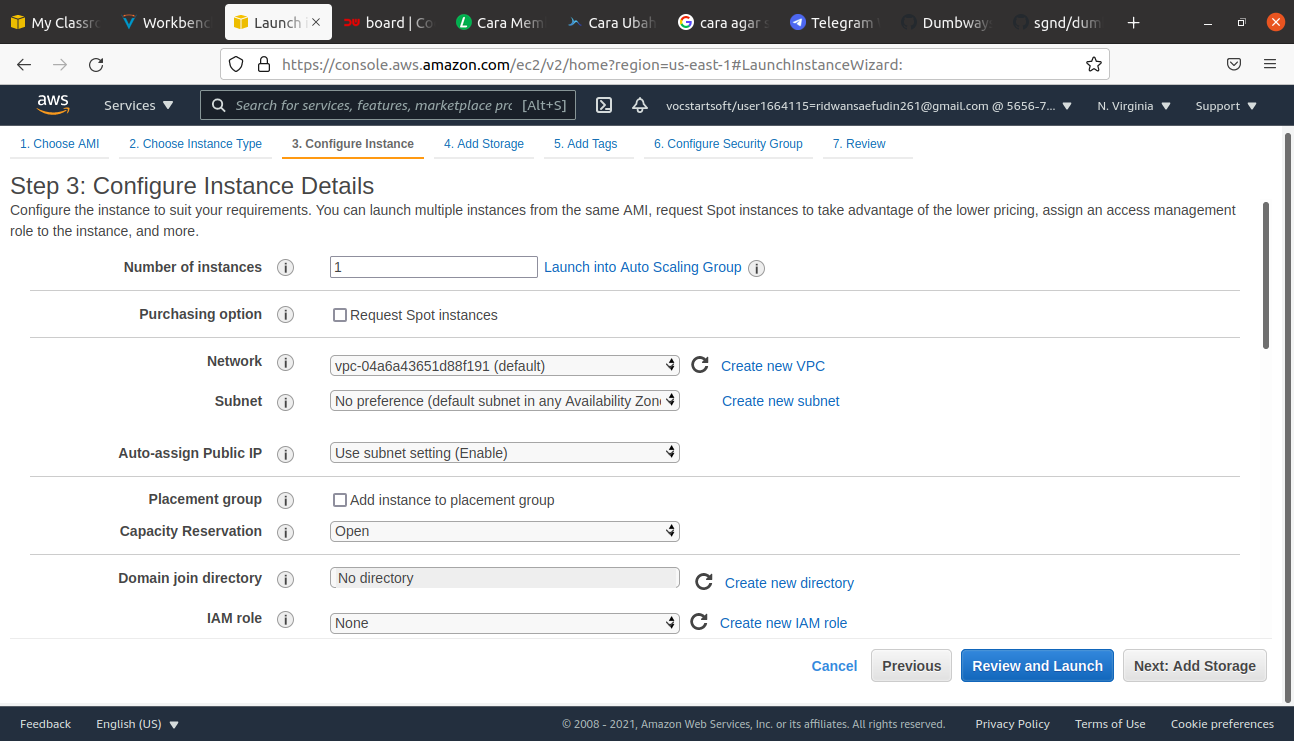 My Classro
Workbenc
Launch
board | Co
Cara Mem
Cara Ubah
cara agar s
Telegram
Dumbways
sgnd/dum
https://console.aws.amazon.com/ec2/v2/home?region=us-east-1#LaunchInstanceWizard:
aws
Services
Search for services, features, marketplace prc
[Alt+S]
vocstartsoft/user1664115=ridwansaefudin261@gmail.com @ 5656-7...
N. Virginia
Support
1. Choose AMI
2. Choose Instance Type
3. Configure Instance
4. Add Storage
5. Add Tags
6. Configure Security Group
7. Review
Step 3: Configure Instance Details
Configure the instance to suit your requirements. You can launch multiple instances from the same AMI, request Spot instances to take advantage of the lower pricing, assign an access management
role to the instance, and more.
Number of instances
1
Launch into Auto Scaling Group
Purchasing option
Request Spot instances
Network
vpc-04a6a43651d88f191 (default)
Create new VPC
Subnet
No preference (default subnet in any Availability Zone
Create new subnet
Auto-assign Public IP
Use subnet setting (Enable)
Placement group
Add instance to placement group
Capacity Reservation
Open
Domain join directory
No directory
Create new directory
IAM role
None
Create new IAM role
Cancel
Previous
Review and Launch
Next: Add Storage
Feedback
English (US)
© 2008 - 2021, Amazon Web Services, Inc. or its affiliates. All rights reserved.
Privacy Policy
Terms of Use
Cookie preferences